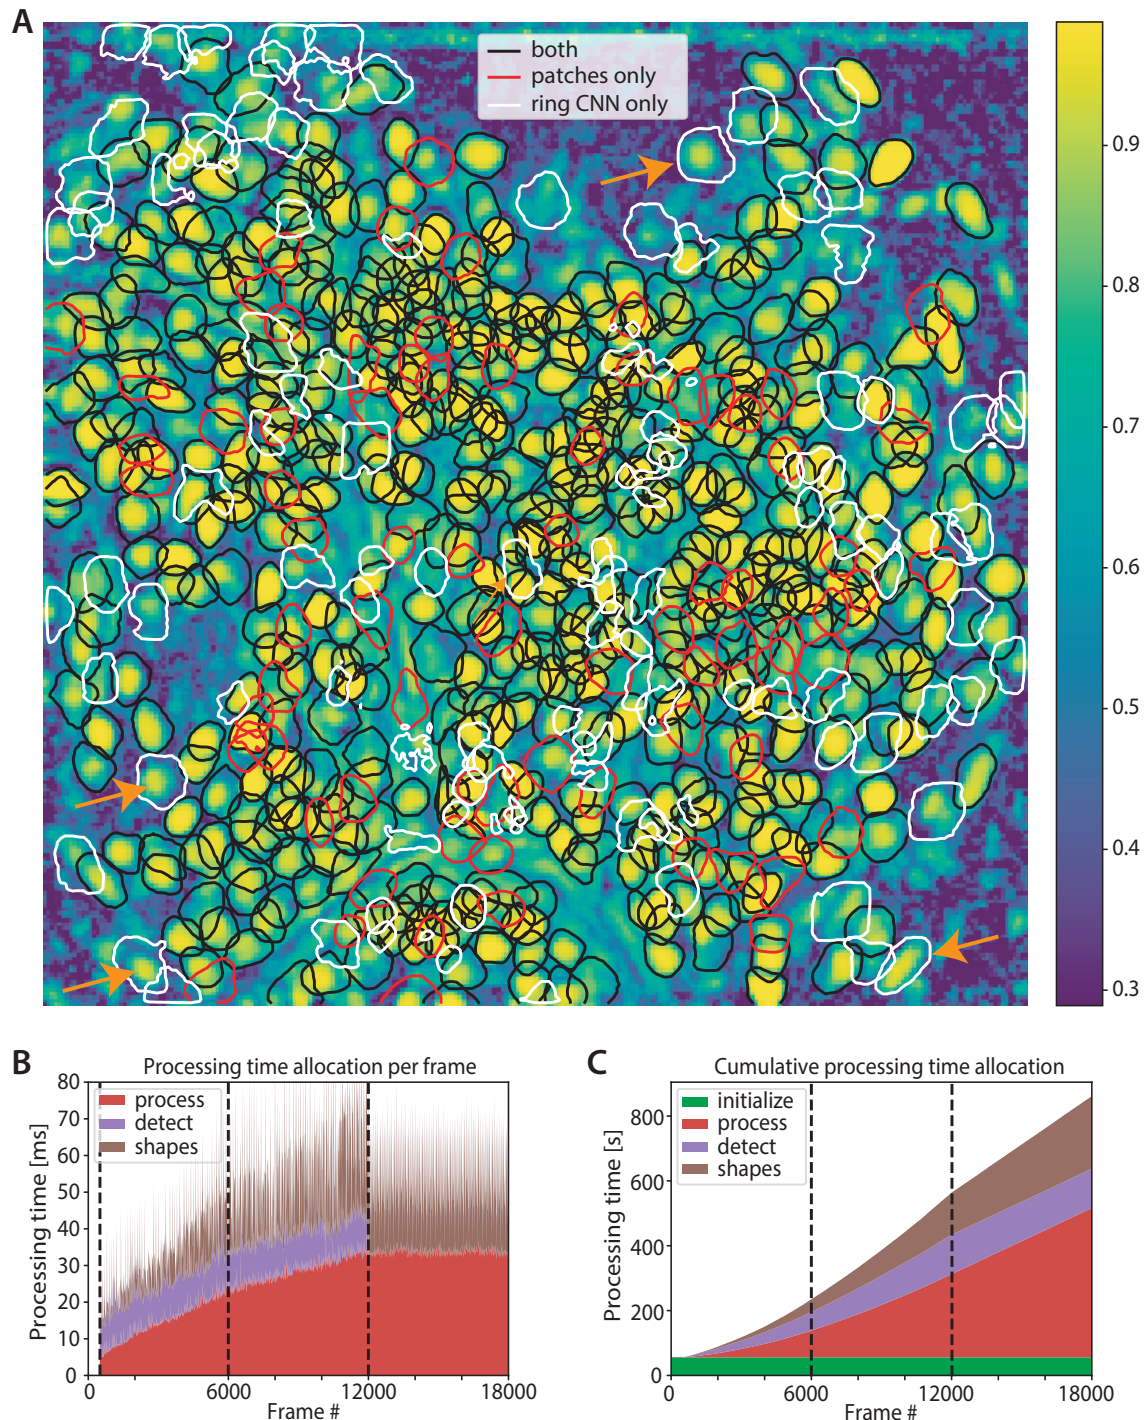 A
both
patches only
ring CNN only
0.9
0.8
0.7
0.6
0.5
0.4
0.3
B
Processing time allocation per frame
80
70
60
50
40
30
20
10
0
Processing time [ms]
process
detect
shapes
0
6000
12000
18000
Frame #
C
Cumulative processing time allocation
800
600
400
200
0
Processing time [s]
initialize
process
detect
shapes
0
6000
12000
18000
Frame #